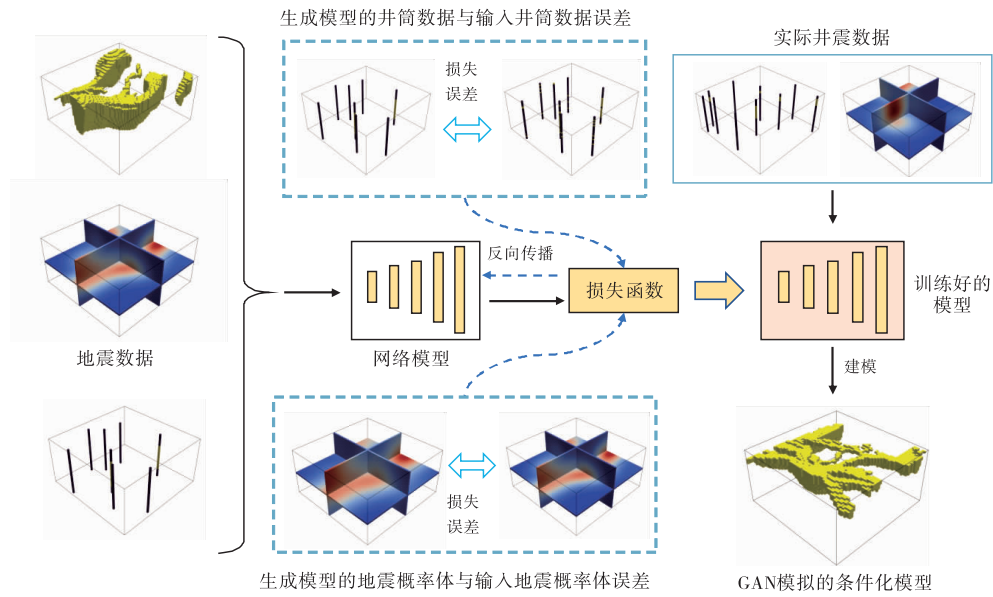 生成模型的井筒数据与输入井筒数据误差
实际井震数据
损失
误差
反向传播
损失函数
训练好的
模型
地震数据
网络模型
建模
损失
误差
生成模型的地震概率体与输入地震概率体误差
GAN模拟的条件化模型